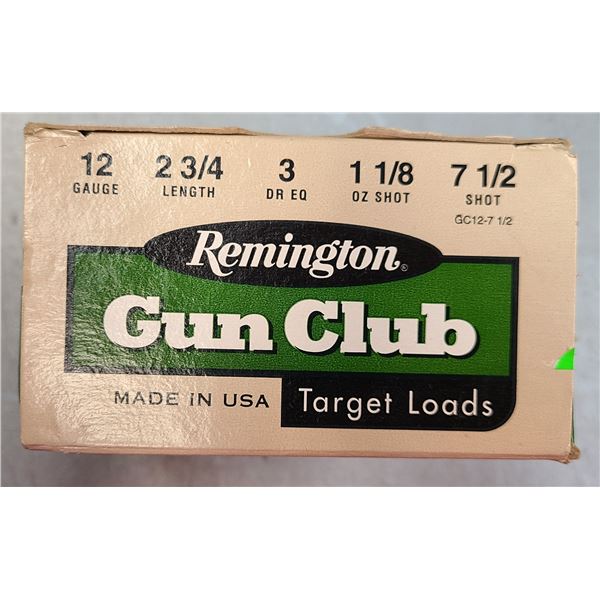 12 2 3/4 3 1 1/8 7 1/2
GAUGE LENGTH DR EQ OZ SHOT SHOT
GC12-7 1/2
Remington®
Gun Club
MADE IN USA Target Loads